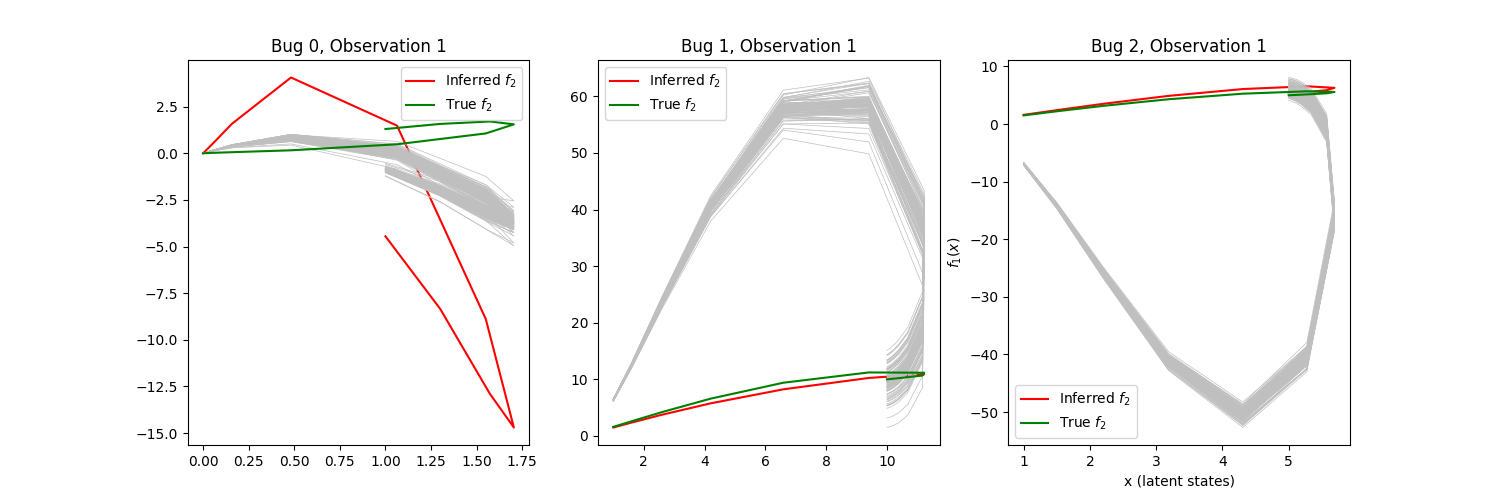 Bug 0, Observation 1
Inferred f₂
True f₂
2.5
0.0
−2.5
−5.0
−7.5
−10.0
−12.5
−15.0
0.00 0.25 0.50 0.75 1.00 1.25 1.50 1.75
Bug 1, Observation 1
Inferred f₂
True f₂
60
50
40
30
20
10
0
2 4 6 8 10
Bug 2, Observation 1
10
0
−10
−20
−30
−40
−50
f₁(x)
Inferred f₂
True f₂
1 2 3 4 5
x (latent states)